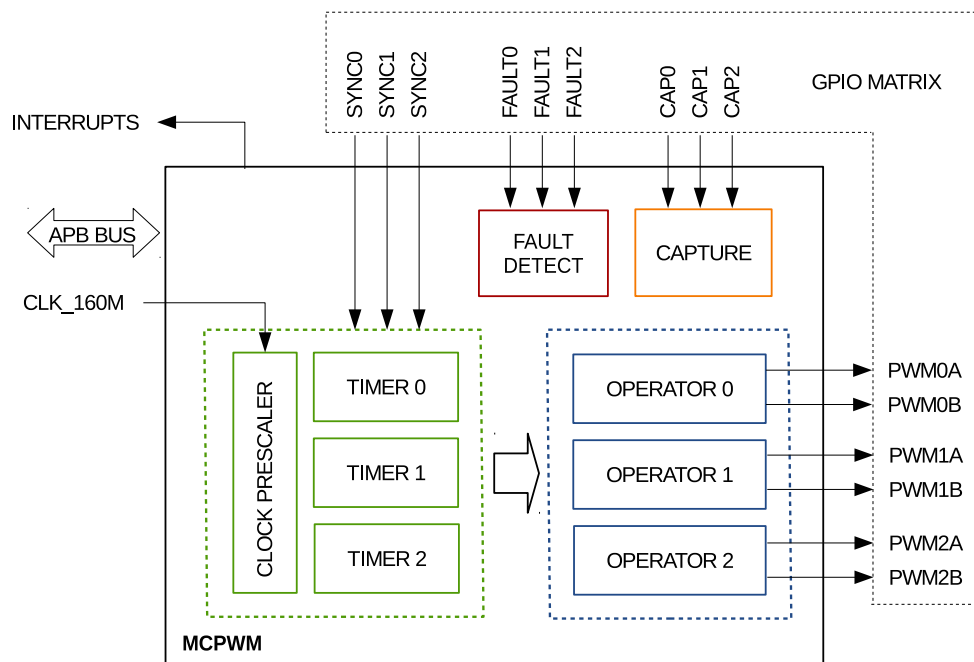 SYNC0
SYNC1
SYNC2
FAULT0
FAULT1
FAULT2
CAP0
CAP1
CAP2
GPIO MATRIX
INTERRUPTS
APB BUS
FAULT
DETECT
CAPTURE
CLK_160M
CLOCK PRESCALER
TIMER 0
TIMER 1
TIMER 2
OPERATOR 0
OPERATOR 1
OPERATOR 2
PWM0A
PWM0B
PWM1A
PWM1B
PWM2A
PWM2B
MCPWM